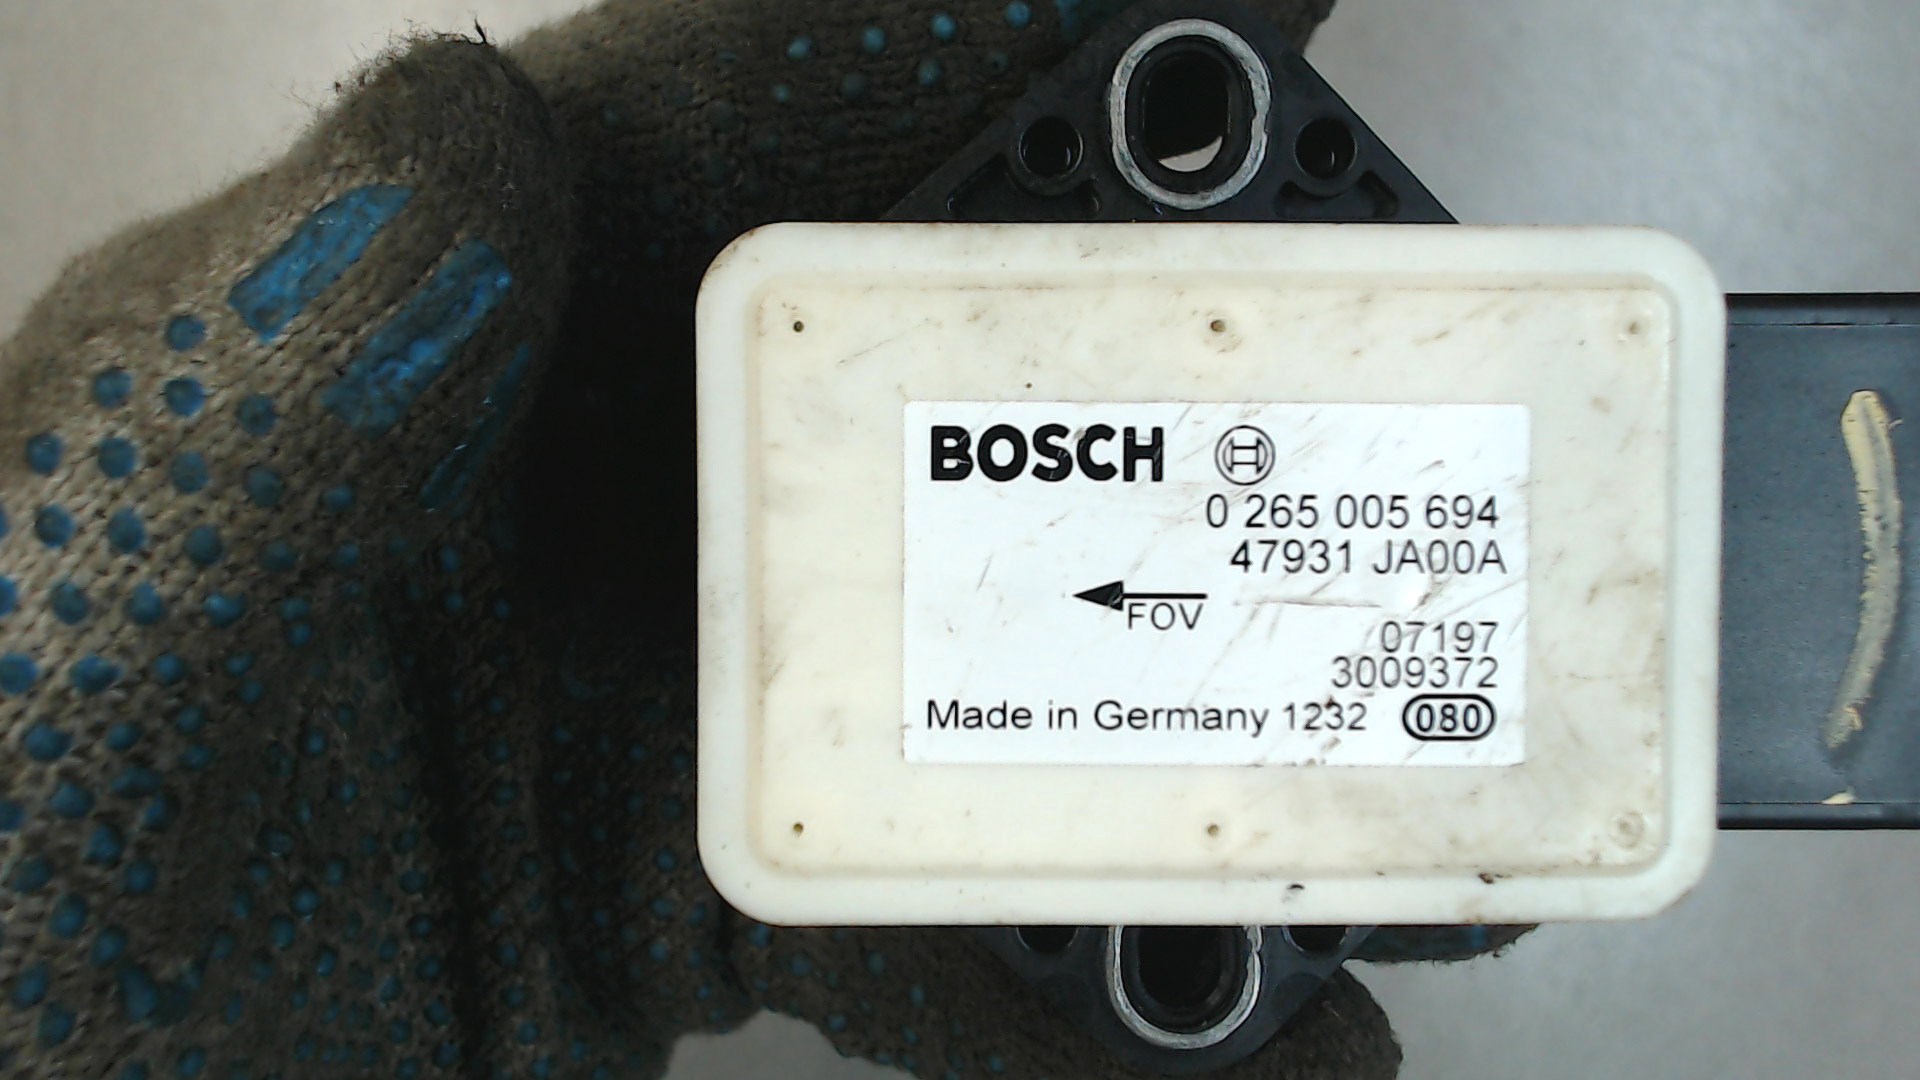 BOSCH
0 265 005 694
47931 JA00A
FOV
07197
3009372
Made in Germany 1232 080